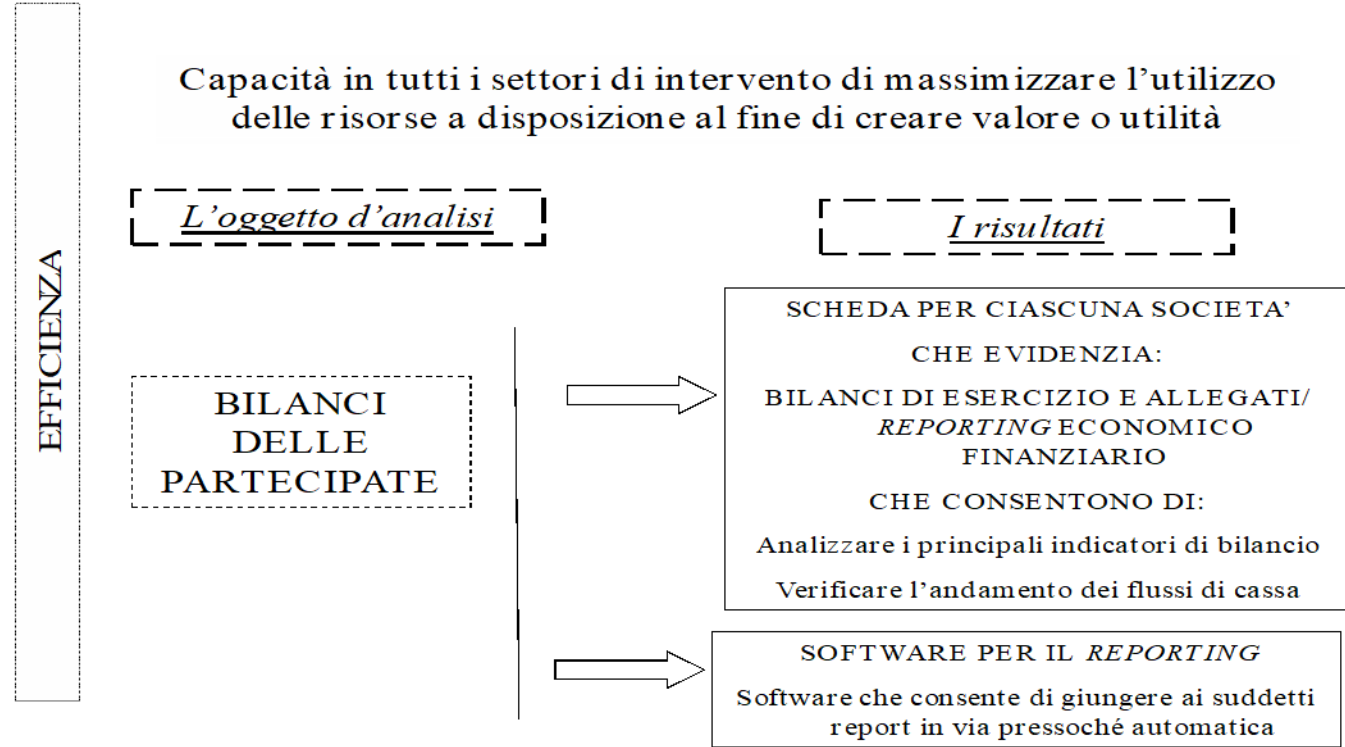 EFFICIENZA
Capacità in tutti i settori di intervento di massimizzare l’utilizzo
delle risorse a disposizione al fine di creare valore o utilità
L’oggetto d’analisi
I risultati
BILANCI
DELLE
PARTECIPATE
SCHEDA PER CIASCUNA SOCIETA’
CHE EVIDENZIA:
BILANCI DI ESERCIZIO E ALLEGATI/
REPORTING ECONOMICO
FINANZIARIO
CHE CONSENTONO DI:
Analizzare i principali indicatori di bilancio
Verificare l’andamento dei flussi di cassa
SOFTWARE PER IL REPORTING
Software che consente di giungere ai suddetti
report in via pressoché automatica